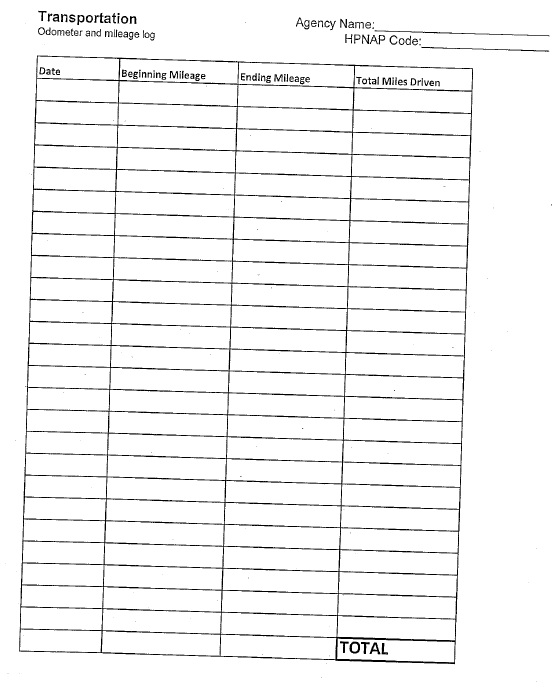 Transportation
Agency Name:
Odometer and mileage log
HPNAP Code:
Date Beginning Mileage Ending Mileage Total Miles Driven
TOTAL